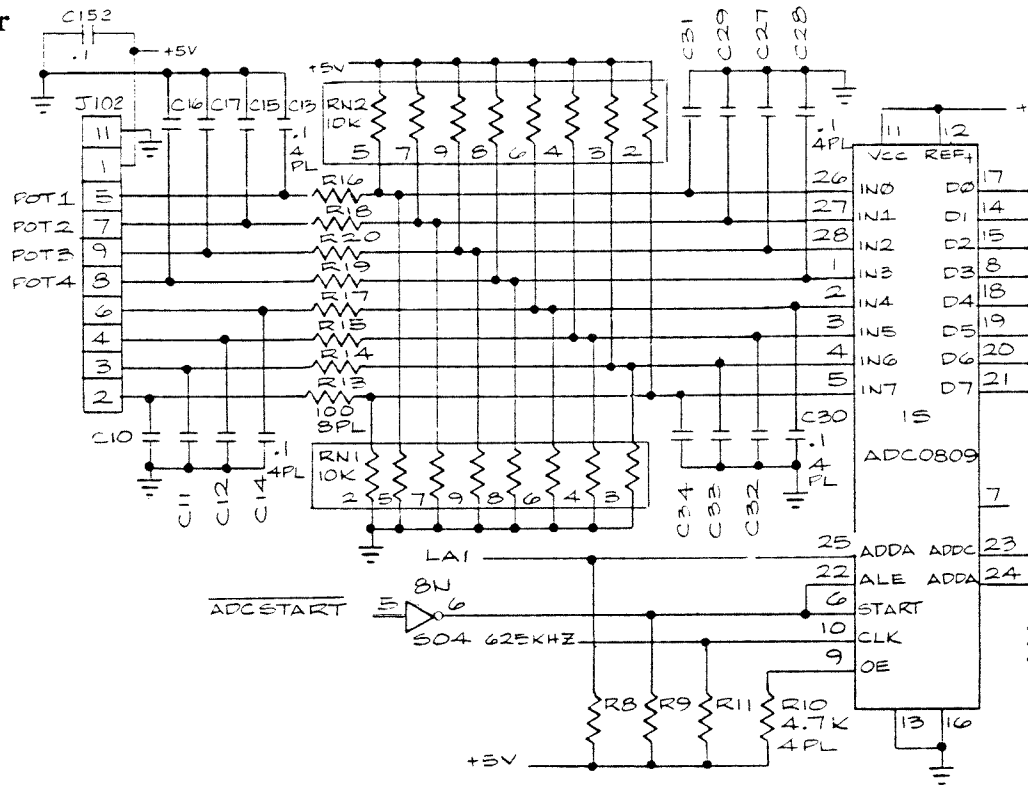 r
C152
.1
+5V
J102
11
1
5
7
9
8
6
4
3
2
POT1
POT2
POT3
POT4
C16
C17
C15
C13
.1
4
PL
+5V
RN2
10K
5
7
9
8
6
4
3
2
R16
R18
R20
R19
R17
R15
R14
R13
100
8PL
C10
C11
C12
C14
.1
4PL
RN1
10K
2
5
7
9
8
6
4
3
C31
C29
C27
C28
.1
4PL
C34
C33
C32
C30
.1
4
PL
+
11
12
VCC
REF+
26
IN0
D0
17
27
IN1
D1
14
28
IN2
D2
15
1
IN3
D3
8
2
IN4
D4
18
3
IN5
D5
19
4
IN6
D6
20
5
IN7
D7
21
15
ADC0809
7
LA1
25
ADDA
ADDC
23
22
ALE
ADDA
24
6
START
10
CLK
9
OE
ADCSTART
5
8N
6
S04
625KHZ
R8
R9
R11
R10
4.7K
4PL
+5V
13
16